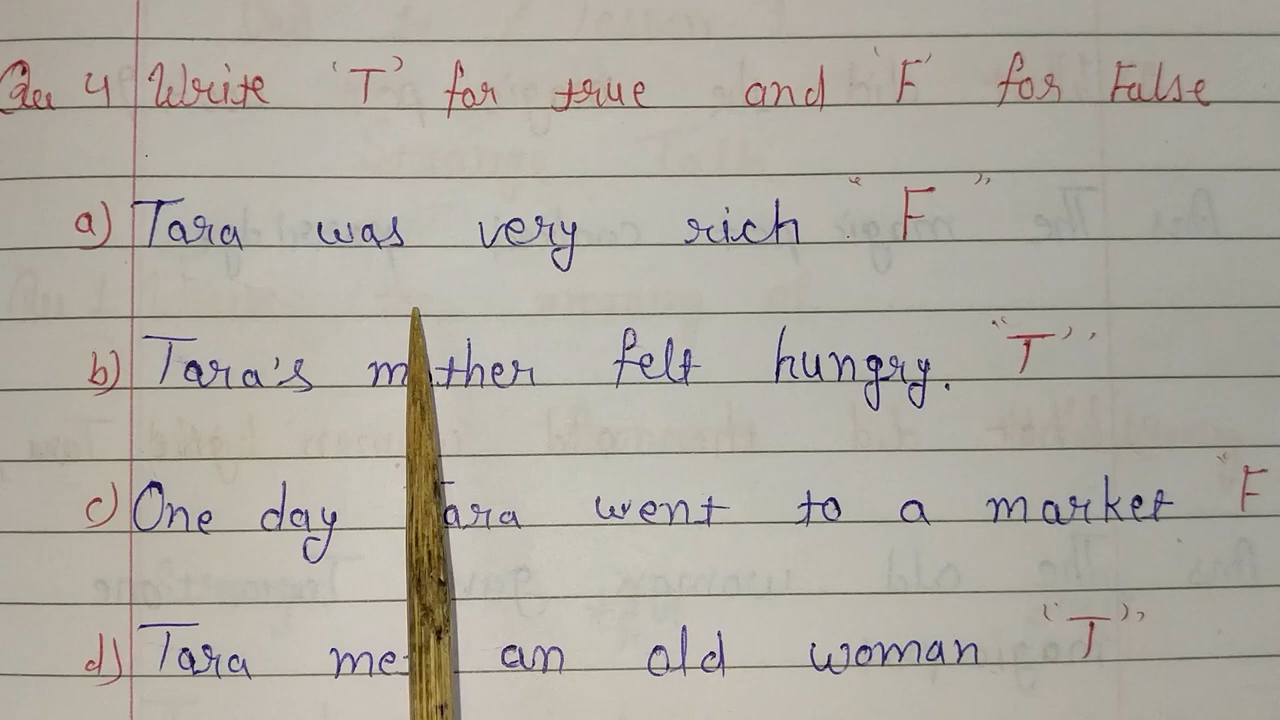 Qu 4 Write 'T' for true and 'F' for False
a) Tara was very rich. "F"
b) Tara's mother felt hungry. "T"
c) One day Tara went to a market "F
d) Tara met an old woman "T"